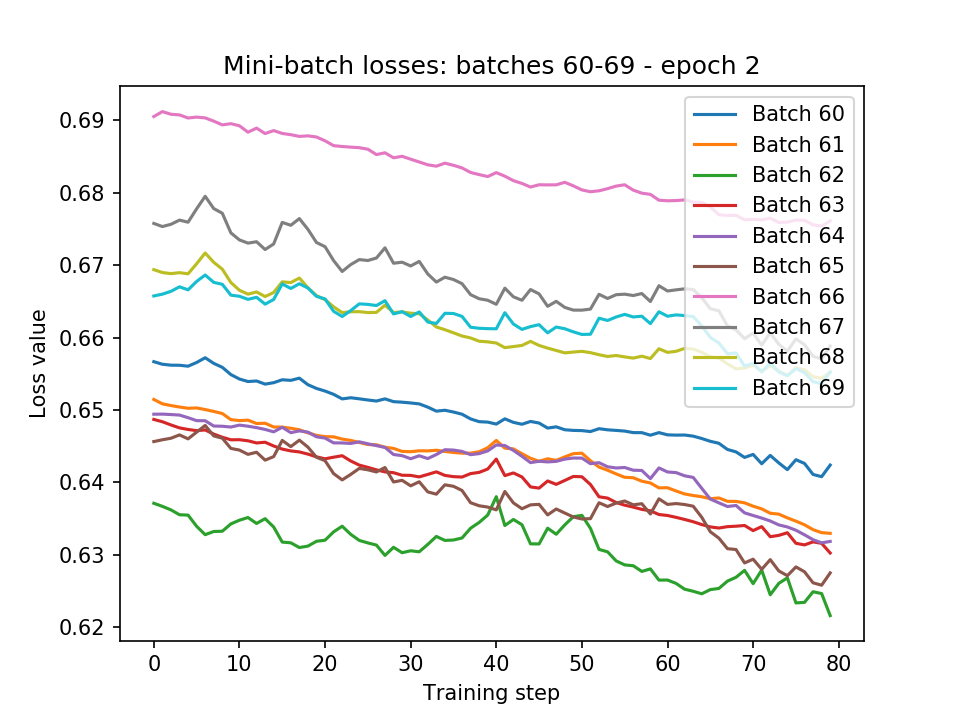 Mini-batch losses: batches 60-69 - epoch 2
Loss value
0.69
0.68
0.67
0.66
0.65
0.64
0.63
0.62
0 10 20 30 40 50 60 70 80
Training step
Batch 60
Batch 61
Batch 62
Batch 63
Batch 64
Batch 65
Batch 66
Batch 67
Batch 68
Batch 69